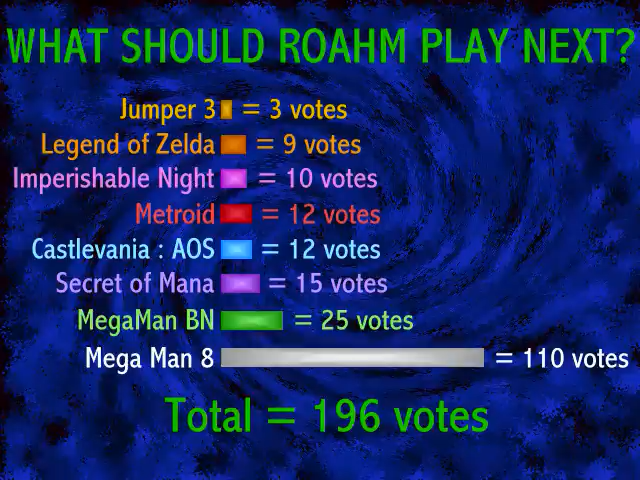 WHAT SHOULD ROAHM PLAY NEXT?
Jumper 3 = 3 votes
Legend of Zelda = 9 votes
Imperishable Night = 10 votes
Metroid = 12 votes
Castlevania : AOS = 12 votes
Secret of Mana = 15 votes
MegaMan BN = 25 votes
Mega Man 8 = 110 votes
Total = 196 votes